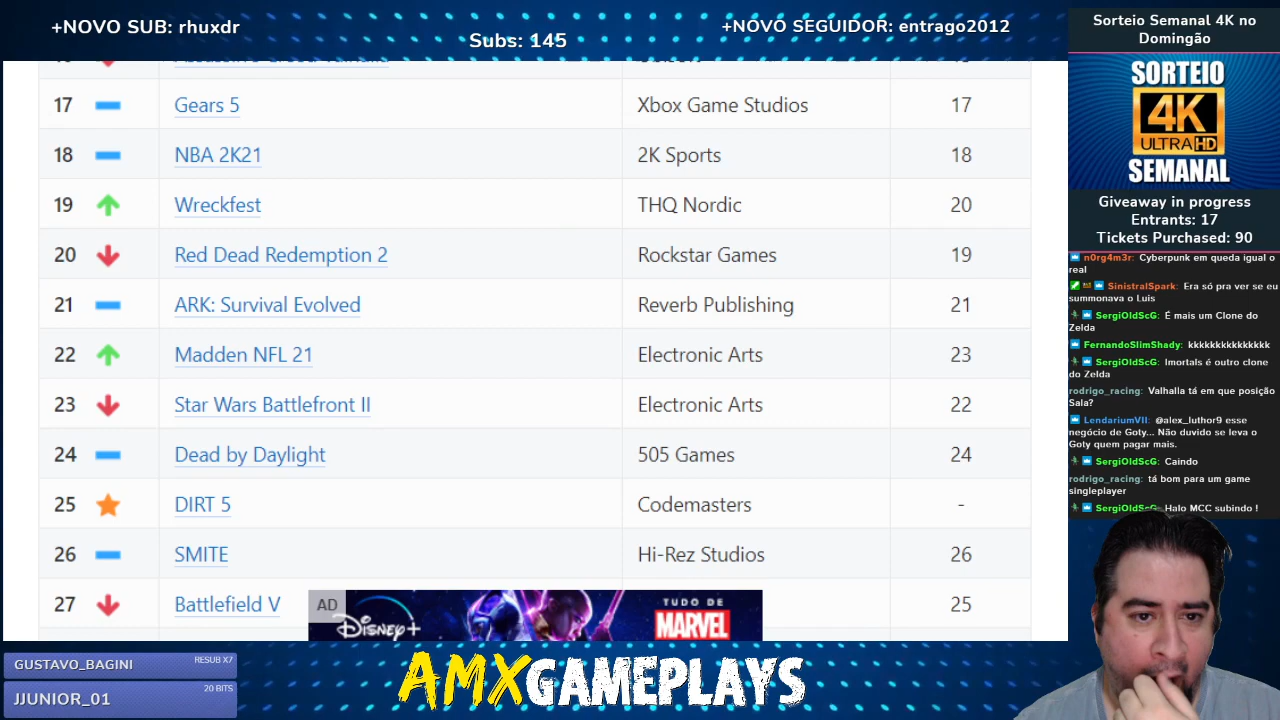 +NOVO SUB: rhuxdr
Subs: 145
+NOVO SEGUIDOR: entrago2012
Sorteio Semanal 4K no
Domingão
17 Gears 5 Xbox Game Studios 17
18 NBA 2K21 2K Sports 18
19 Wreckfest THQ Nordic 20
20 Red Dead Redemption 2 Rockstar Games 19
21 ARK: Survival Evolved Reverb Publishing 21
22 Madden NFL 21 Electronic Arts 23
23 Star Wars Battlefront II Electronic Arts 22
24 Dead by Daylight 505 Games 24
25 DIRT 5 Codemasters -
26 SMITE Hi-Rez Studios 26
27 Battlefield V 25
AD
Disney+
TUDO DE
MARVEL
SORTEIO
4K
ULTRA HD
SEMANAL
Giveaway in progress
Entrants: 17
Tickets Purchased: 90
n0rg4m3r: Cyberpunk em queda igual o
real
SinistralSpark: Era só pra ver se eu
summonava o Luis
SergiOldScG: É mais um Clone do
Zelda
FernandoSlimShady: kkkkkkkkkkkkkkk
SergiOldScG: Imortals é outro clone
do Zelda
rodrigo_racing: Valhalla tá em que posição
Sala?
LendariumVII: @alex_luthor9 esse
negócio de Goty... Não duvido se leva o
Goty quem pagar mais.
SergiOldScG: Caindo
rodrigo_racing: tá bom para um game
singleplayer
SergiOldScG: Halo MCC subindo !
GUSTAVO_BAGINI RESUB X7
JJUNIOR_01 20 BITS
AMXGAMEPLAYS